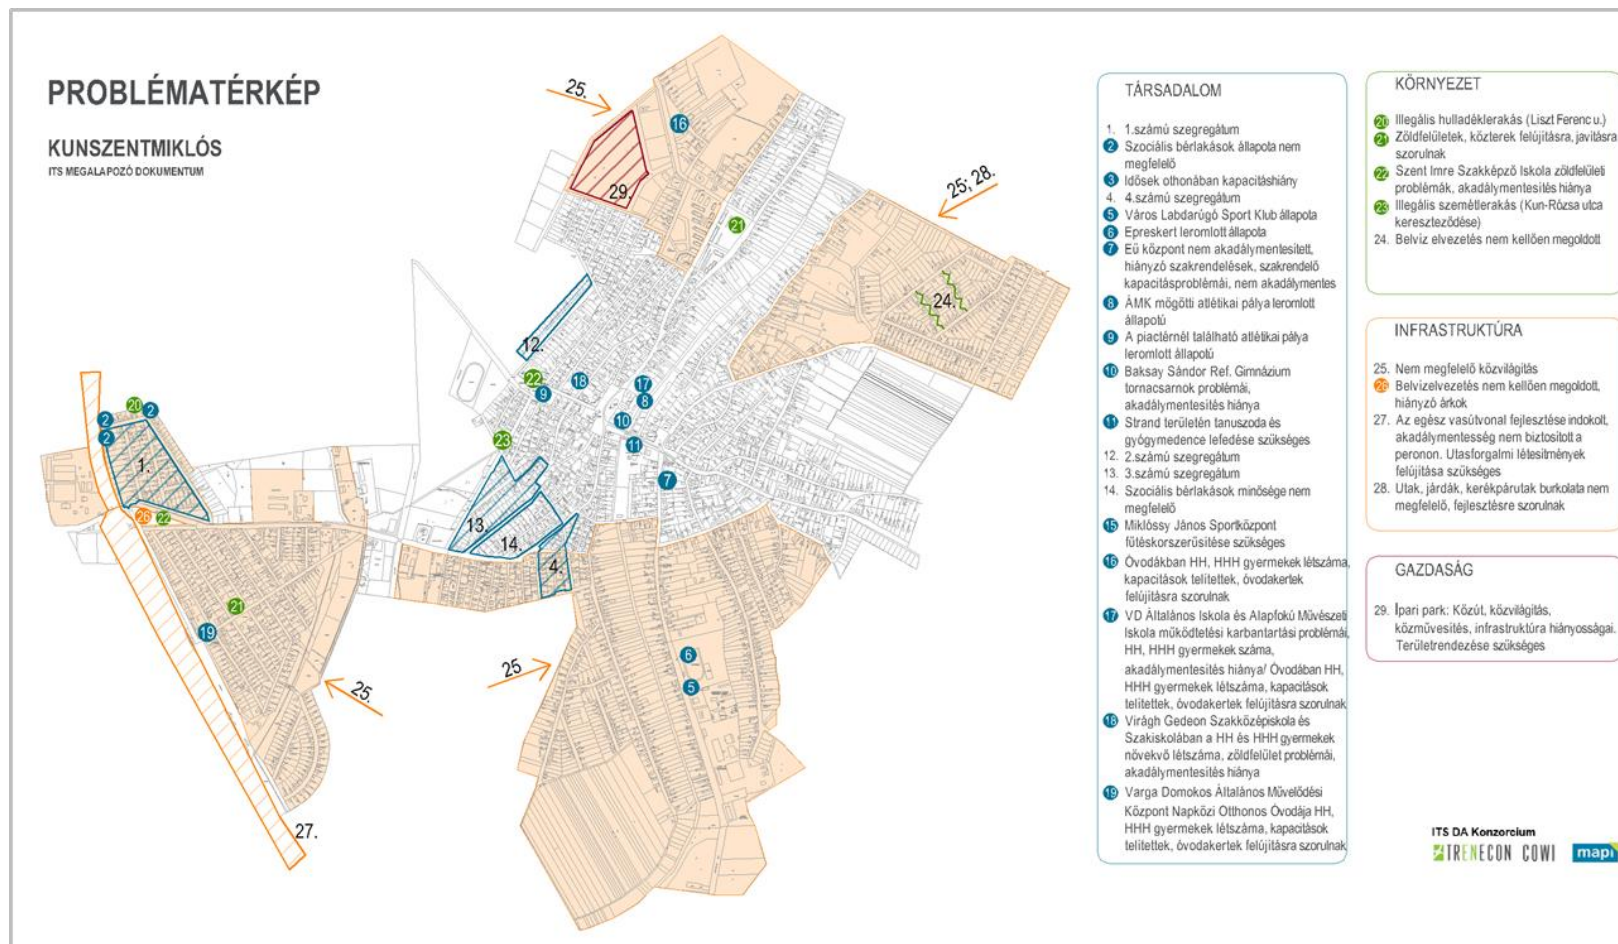 PROBLÉMATÉRKÉP
KUNSZENTMIKLÓS
ITS MEGALAPOZÓ DOKUMENTUM
25.
16
29.
25; 28.
21
24.
12.
22
9
18
17
8
10
11
23
7
20
2
2
2
1.
26
22
13.
14.
4.
21
19
25.
25
6
5
27.
TÁRSADALOM
1. 1.számú szegregátum
2 Szociális bérlakások állapota nem
megfelelő
3 Idősek othonában kapacitáshiány
4. 4.számú szegregátum
5 Város Labdarúgó Sport Klub állapota
6 Epreskert leromlott állapota
7 Eü központ nem akadálymentesített,
hiányzó szakrendelések, szakrendelő
kapacitásproblémái, nem akadálymentes
8 ÁMK mögötti atlétikai pálya leromlott
állapotú
9 A piactérnél található atlétikai pálya
leromlott állapotú
10 Baksay Sándor Ref. Gimnázium
tornacsarnok problémái,
akadálymentesítés hiánya
11 Strand területén tanuszoda és
gyógymedence lefedése szükséges
12. 2.számú szegregátum
13. 3.számú szegregátum
14. Szociális bérlakások minősége nem
megfelelő
15 Miklóssy János Sportközpont
fűtéskorszerűsítése szükséges
16 Óvodákban HH, HHH gyermekek létszáma,
kapacitások telítettek, óvodakertek
felújításra szorulnak
17 VD Általános Iskola és Alapfokú Művészeti
Iskola működtetési karbantartási problémái,
HH, HHH gyermekek száma,
akadálymentesítés hiánya/ Óvodában HH,
HHH gyermekek létszáma, kapacitások
telítettek, óvodakertek felújításra szorulnak
18 Virágh Gedeon Szakközépiskola és
Szakiskolában a HH és HHH gyermekek
növekvő létszáma, zöldfelület problémái,
akadálymentesítés hiánya
19 Varga Domokos Általános Művelődési
Központ Napközi Otthonos Óvodája HH,
HHH gyermekek létszáma, kapacitások
telítettek, óvodakertek felújításra szorulnak
KÖRNYEZET
20 Illegális hulladéklerakás (Liszt Ferenc u.)
21 Zöldfelületek, közterek felújításra, javításra
szorulnak
22 Szent Imre Szakképző Iskola zöldfelületi
problémák, akadálymentesítés hiánya
23 Illegális szemétlerakás (Kun-Rózsa utca
kereszteződése)
24. Belvíz elvezetés nem kellően megoldott
INFRASTRUKTÚRA
25. Nem megfelelő közvilágítás
26 Belvízelvezetés nem kellően megoldott,
hiányzó árkok
27. Az egész vasútvonal fejlesztése indokolt,
akadálymentesség nem biztosított a
peronon. Utasforgalmi létesítmények
felújítása szükséges
28. Utak, járdák, kerékpárutak burkolata nem
megfelelő, fejlesztésre szorulnak
GAZDASÁG
29. Ipari park: Közút, közvilágítás,
közművesítés, infrastruktúra hiányosságai.
Területrendezése szükséges
ITS DA Konzorcium
TRENECON COWI
mapi